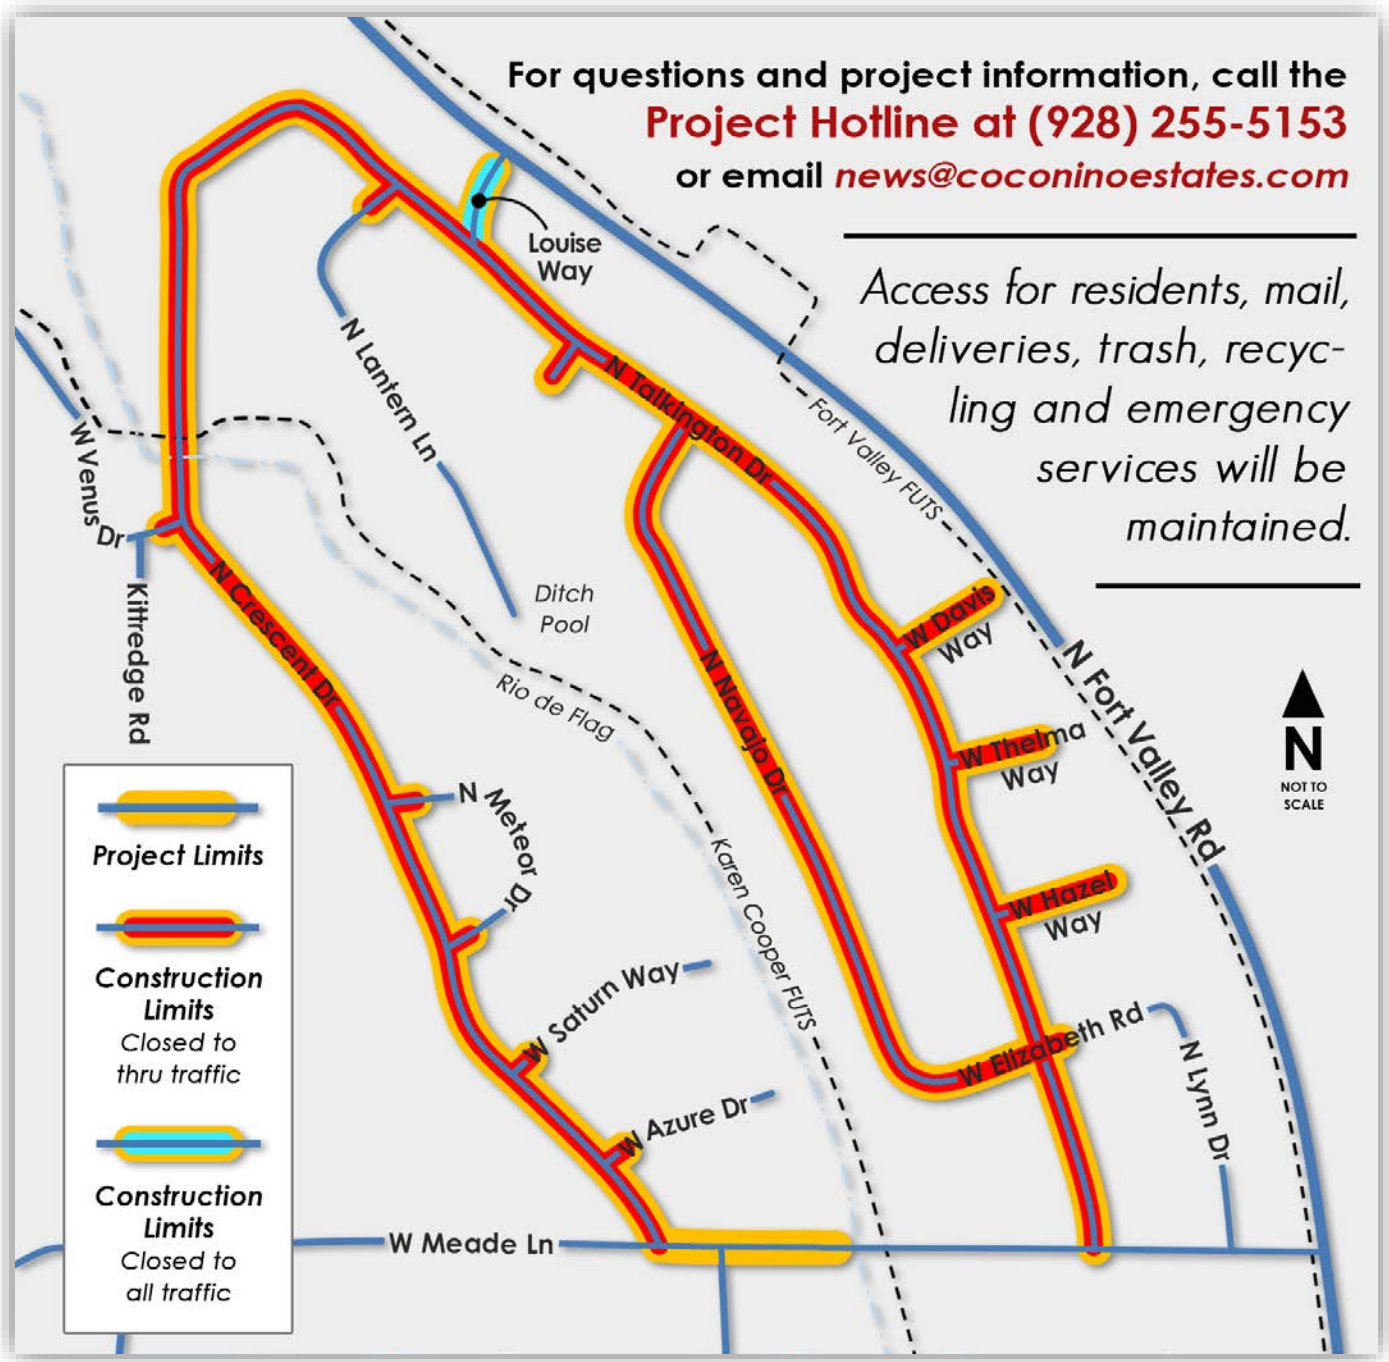 For questions and project information, call the
Project Hotline at (928) 255-5153
or email news@coconinoestates.com
Access for residents, mail,
deliveries, trash, recyc-
ling and emergency
services will be
maintained.
Louise
Way
N Lantern Ln
N Talkington Dr
Fort Valley FUTS
W Venus
Dr
Kittredge Rd
N Crescent Dr
Ditch
Pool
Rio de Flag
N Navajo Dr
W Davis
Way
N Fort Valley Rd
W Thelma
Way
N
NOT TO
SCALE
N Meteor Dr
Karen Cooper FUTS
W Hazel
Way
W Saturn Way
W Elizabeth Rd
N Lynn Dr
W Azure Dr
W Meade Ln
Project Limits
Construction
Limits
Closed to
thru traffic
Construction
Limits
Closed to
all traffic